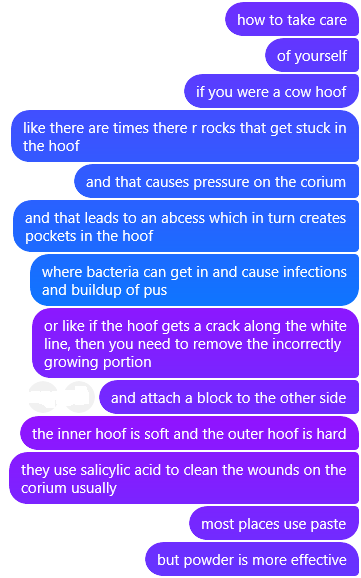 how to take care
of yourself
if you were a cow hoof
like there are times there r rocks that get stuck in
the hoof
and that causes pressure on the corium
and that leads to an abcess which in turn creates
pockets in the hoof
where bacteria can get in and cause infections
and buildup of pus
or like if the hoof gets a crack along the white
line, then you need to remove the incorrectly
growing portion
and attach a block to the other side
the inner hoof is soft and the outer hoof is hard
they use salicylic acid to clean the wounds on the
corium usually
most places use paste
but powder is more effective